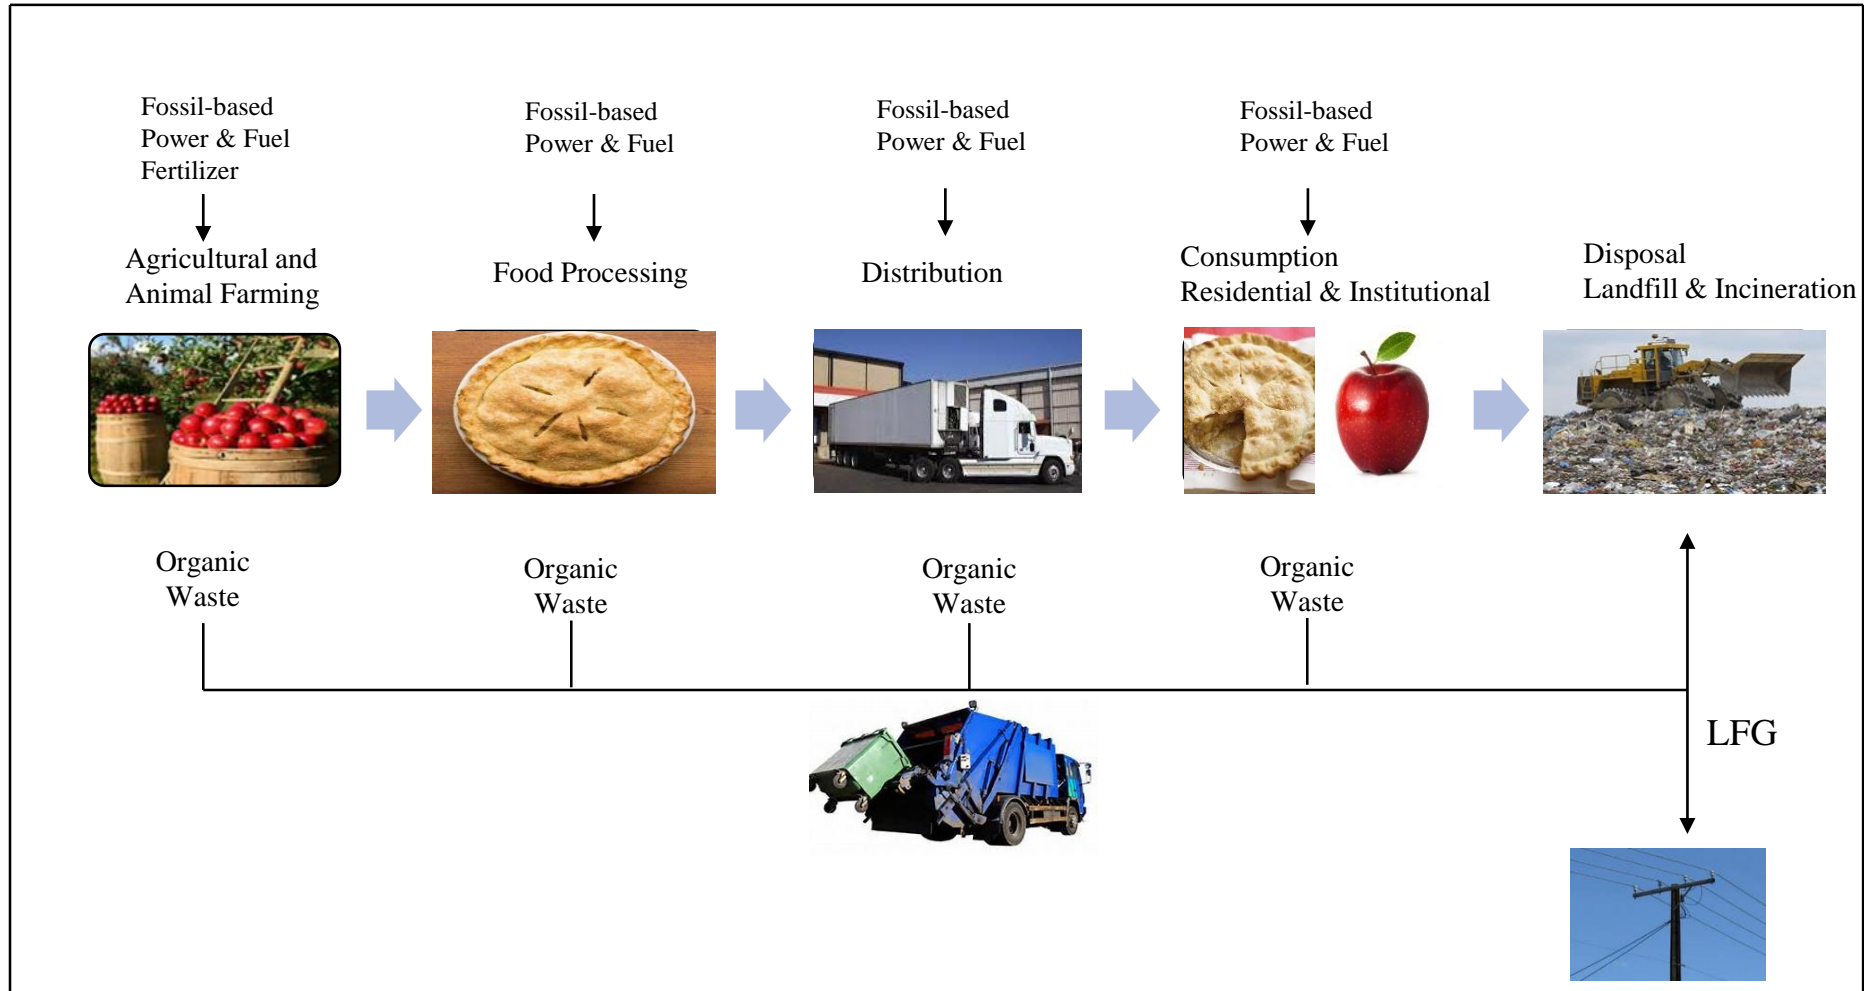 Fossil-based
Power & Fuel
Fertilizer
Fossil-based
Power & Fuel
Fossil-based
Power & Fuel
Fossil-based
Power & Fuel
Agricultural and
Animal Farming
Food Processing
Distribution
Consumption
Residential & Institutional
Disposal
Landfill & Incineration
Organic
Waste
Organic
Waste
Organic
Waste
Organic
Waste
LFG